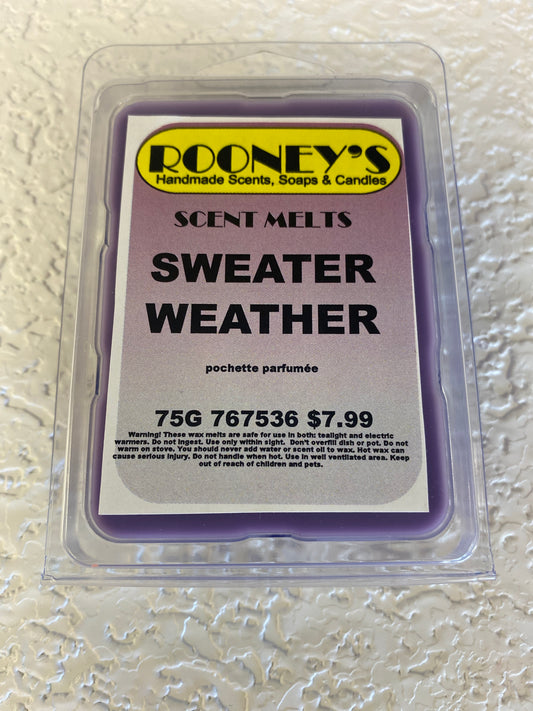 ROONEY'S
Handmade Scents, Soaps & Candles
SCENT MELTS
SWEATER
WEATHER
pochette parfumée
75G 767536 $7.99
Warning! These wax melts are safe for use in both: tealight and electric
warmers. Do not ingest. Use only within sight. Don't overfill dish or pot. Do not
warm on stove. You should never add water or scent oil to wax. Hot wax can
cause serious injury. Do not handle when hot. Use in well ventilated area. Keep
out of reach of children and pets.